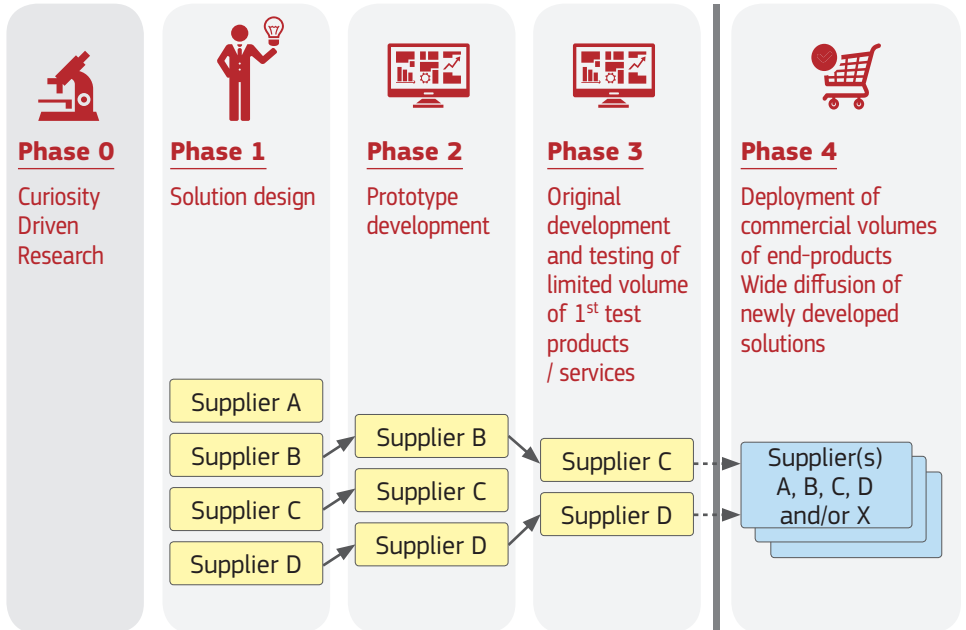 Phase 0
Curiosity
Driven
Research
Phase 1
Solution design
Supplier A
Supplier B
Supplier C
Supplier D
Phase 2
Prototype
development
Supplier B
Supplier C
Supplier D
Phase 3
Original
development
and testing of
limited volume
of 1st test
products
/ services
Supplier C
Supplier D
Phase 4
Deployment of
commercial volumes
of end-products
Wide diffusion of
newly developed
solutions
Supplier(s)
A, B, C, D
and/or X